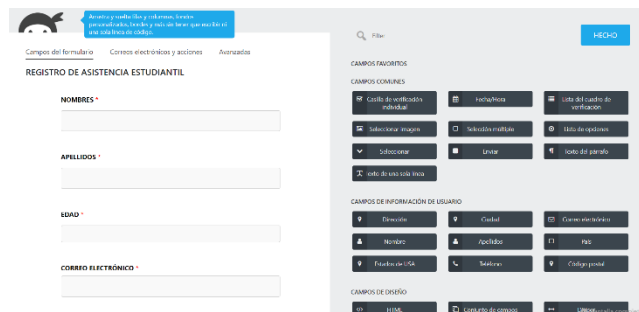 Arrastra y suelta filas y columnas, fondos
personalizados, bordes y más sin tener que escribir ni
una sola línea de código.
Campos del formulario
Correos electrónicos y acciones
Avanzadas
REGISTRO DE ASISTENCIA ESTUDIANTIL
NOMBRES *
APELLIDOS *
EDAD *
CORREO ELECTRÓNICO *
Filter
HECHO
CAMPOS FAVORITOS
CAMPOS COMUNES
Casilla de verificación
individual
Fecha/Hora
Lista del cuadro de
verificación
Seleccionar imagen
Selección múltiple
Lista de opciones
Seleccionar
Enviar
Texto del párrafo
Texto de una sola línea
CAMPOS DE INFORMACIÓN DE USUARIO
Dirección
Ciudad
Correo electrónico
Nombre
Apellidos
País
Estados de USA
Teléfono
Código postal
CAMPOS DE DISEÑO
HTML
Conjunto de campos